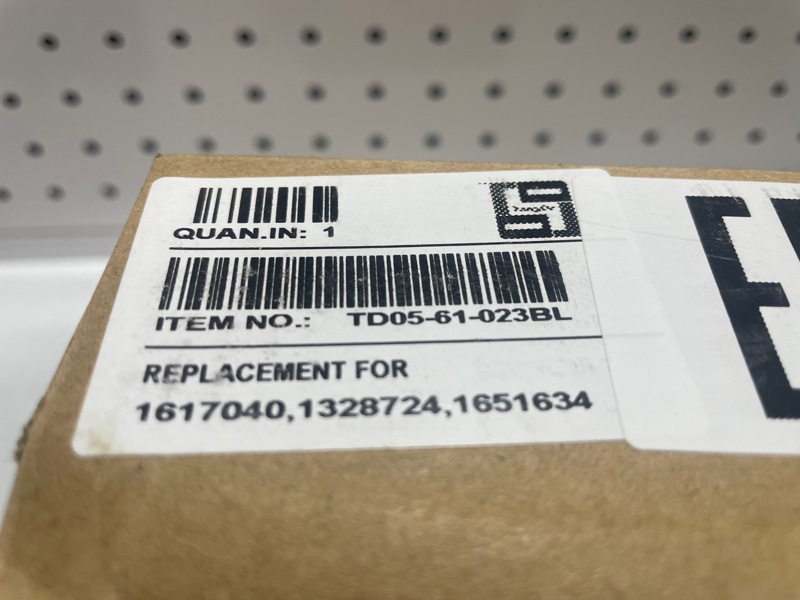 QUAN.IN: 1
ITEM NO.: TD05-61-023BL
REPLACEMENT FOR
1617040,1328724,1651634
E